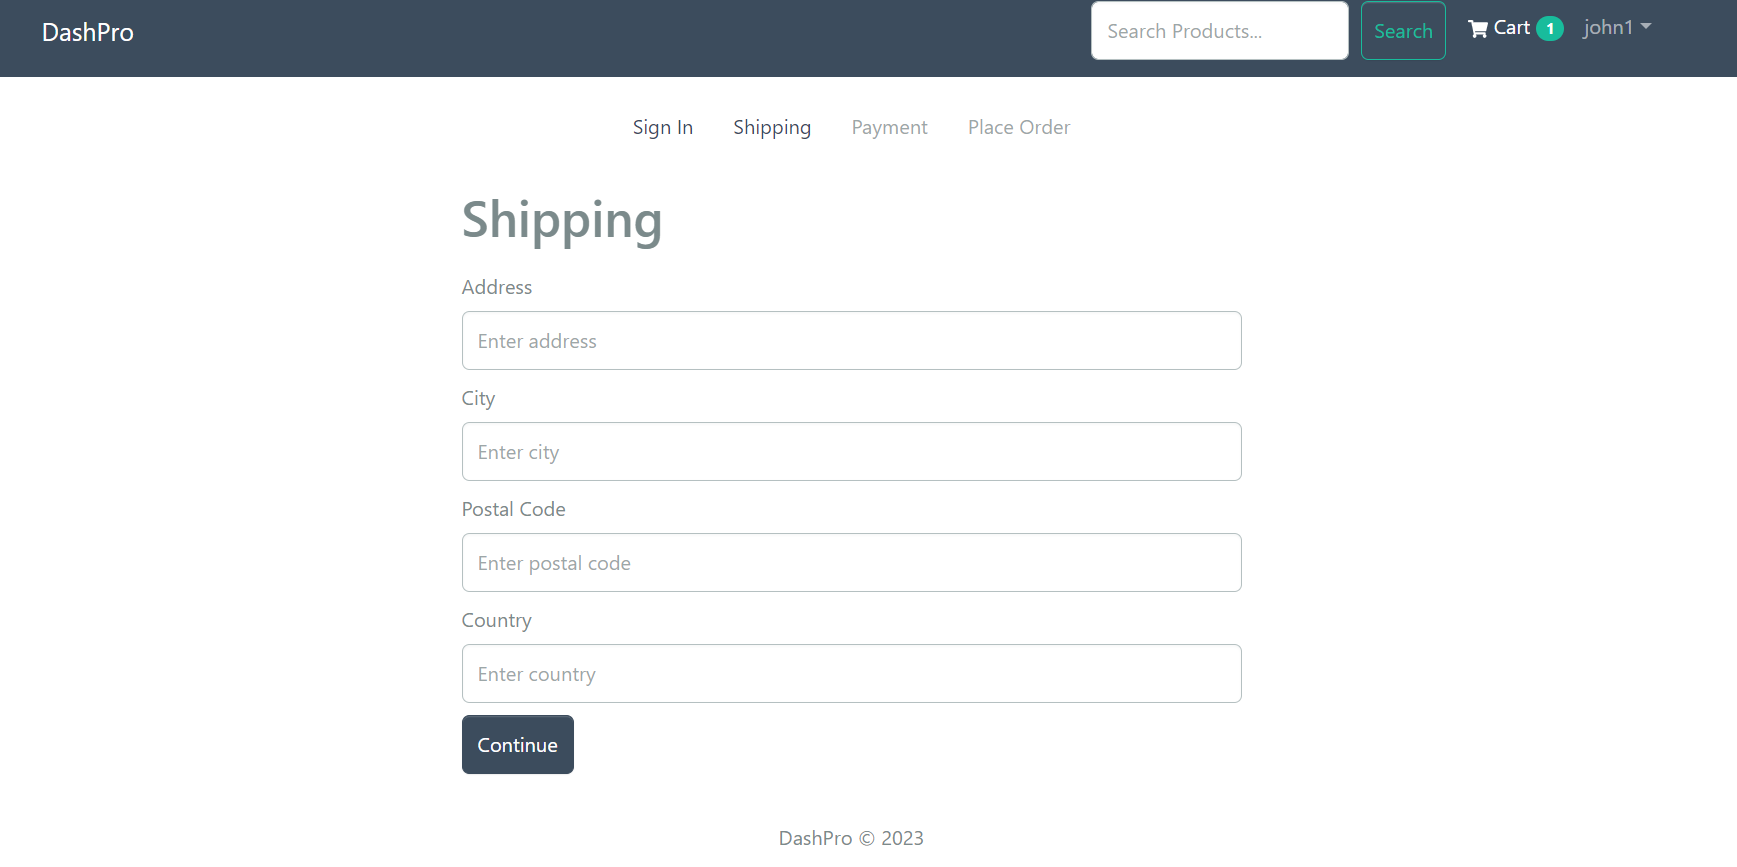 DashPro
Search Products...
Search
Cart 1
john1
Sign In Shipping Payment Place Order
Shipping
Address
Enter address
City
Enter city
Postal Code
Enter postal code
Country
Enter country
Continue
DashPro © 2023